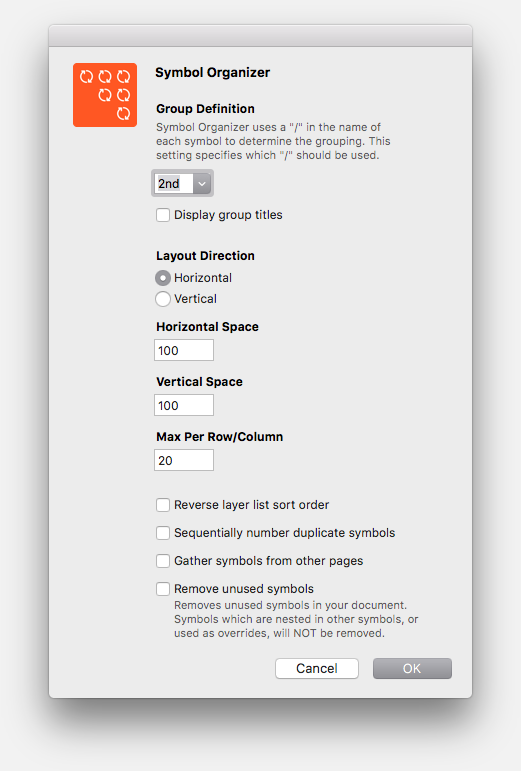 Symbol Organizer
Group Definition
Symbol Organizer uses a "/" in the name of
each symbol to determine the grouping. This
setting specifies which "/" should be used.
2nd
Display group titles
Layout Direction
Horizontal
Vertical
Horizontal Space
100
Vertical Space
100
Max Per Row/Column
20
Reverse layer list sort order
Sequentially number duplicate symbols
Gather symbols from other pages
Remove unused symbols
Removes unused symbols in your document.
Symbols which are nested in other symbols, or
used as overrides, will NOT be removed.
Cancel
OK